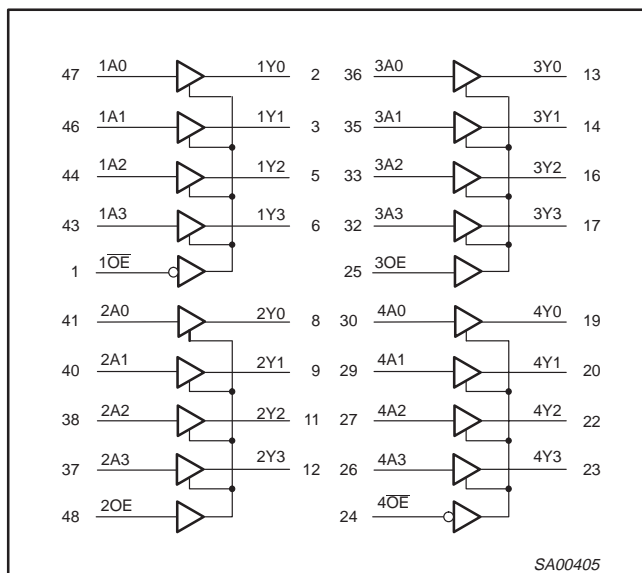 47 1A0 1Y0 2 36 3A0 3Y0 13
46 1A1 1Y1 3 35 3A1 3Y1 14
44 1A2 1Y2 5 33 3A2 3Y2 16
43 1A3 1Y3 6 32 3A3 3Y3 17
1 1O̅E̅ 25 3OE
41 2A0 2Y0 8 30 4A0 4Y0 19
40 2A1 2Y1 9 29 4A1 4Y1 20
38 2A2 2Y2 11 27 4A2 4Y2 22
37 2A3 2Y3 12 26 4A3 4Y3 23
48 2OE 24 4O̅E̅
SA00405